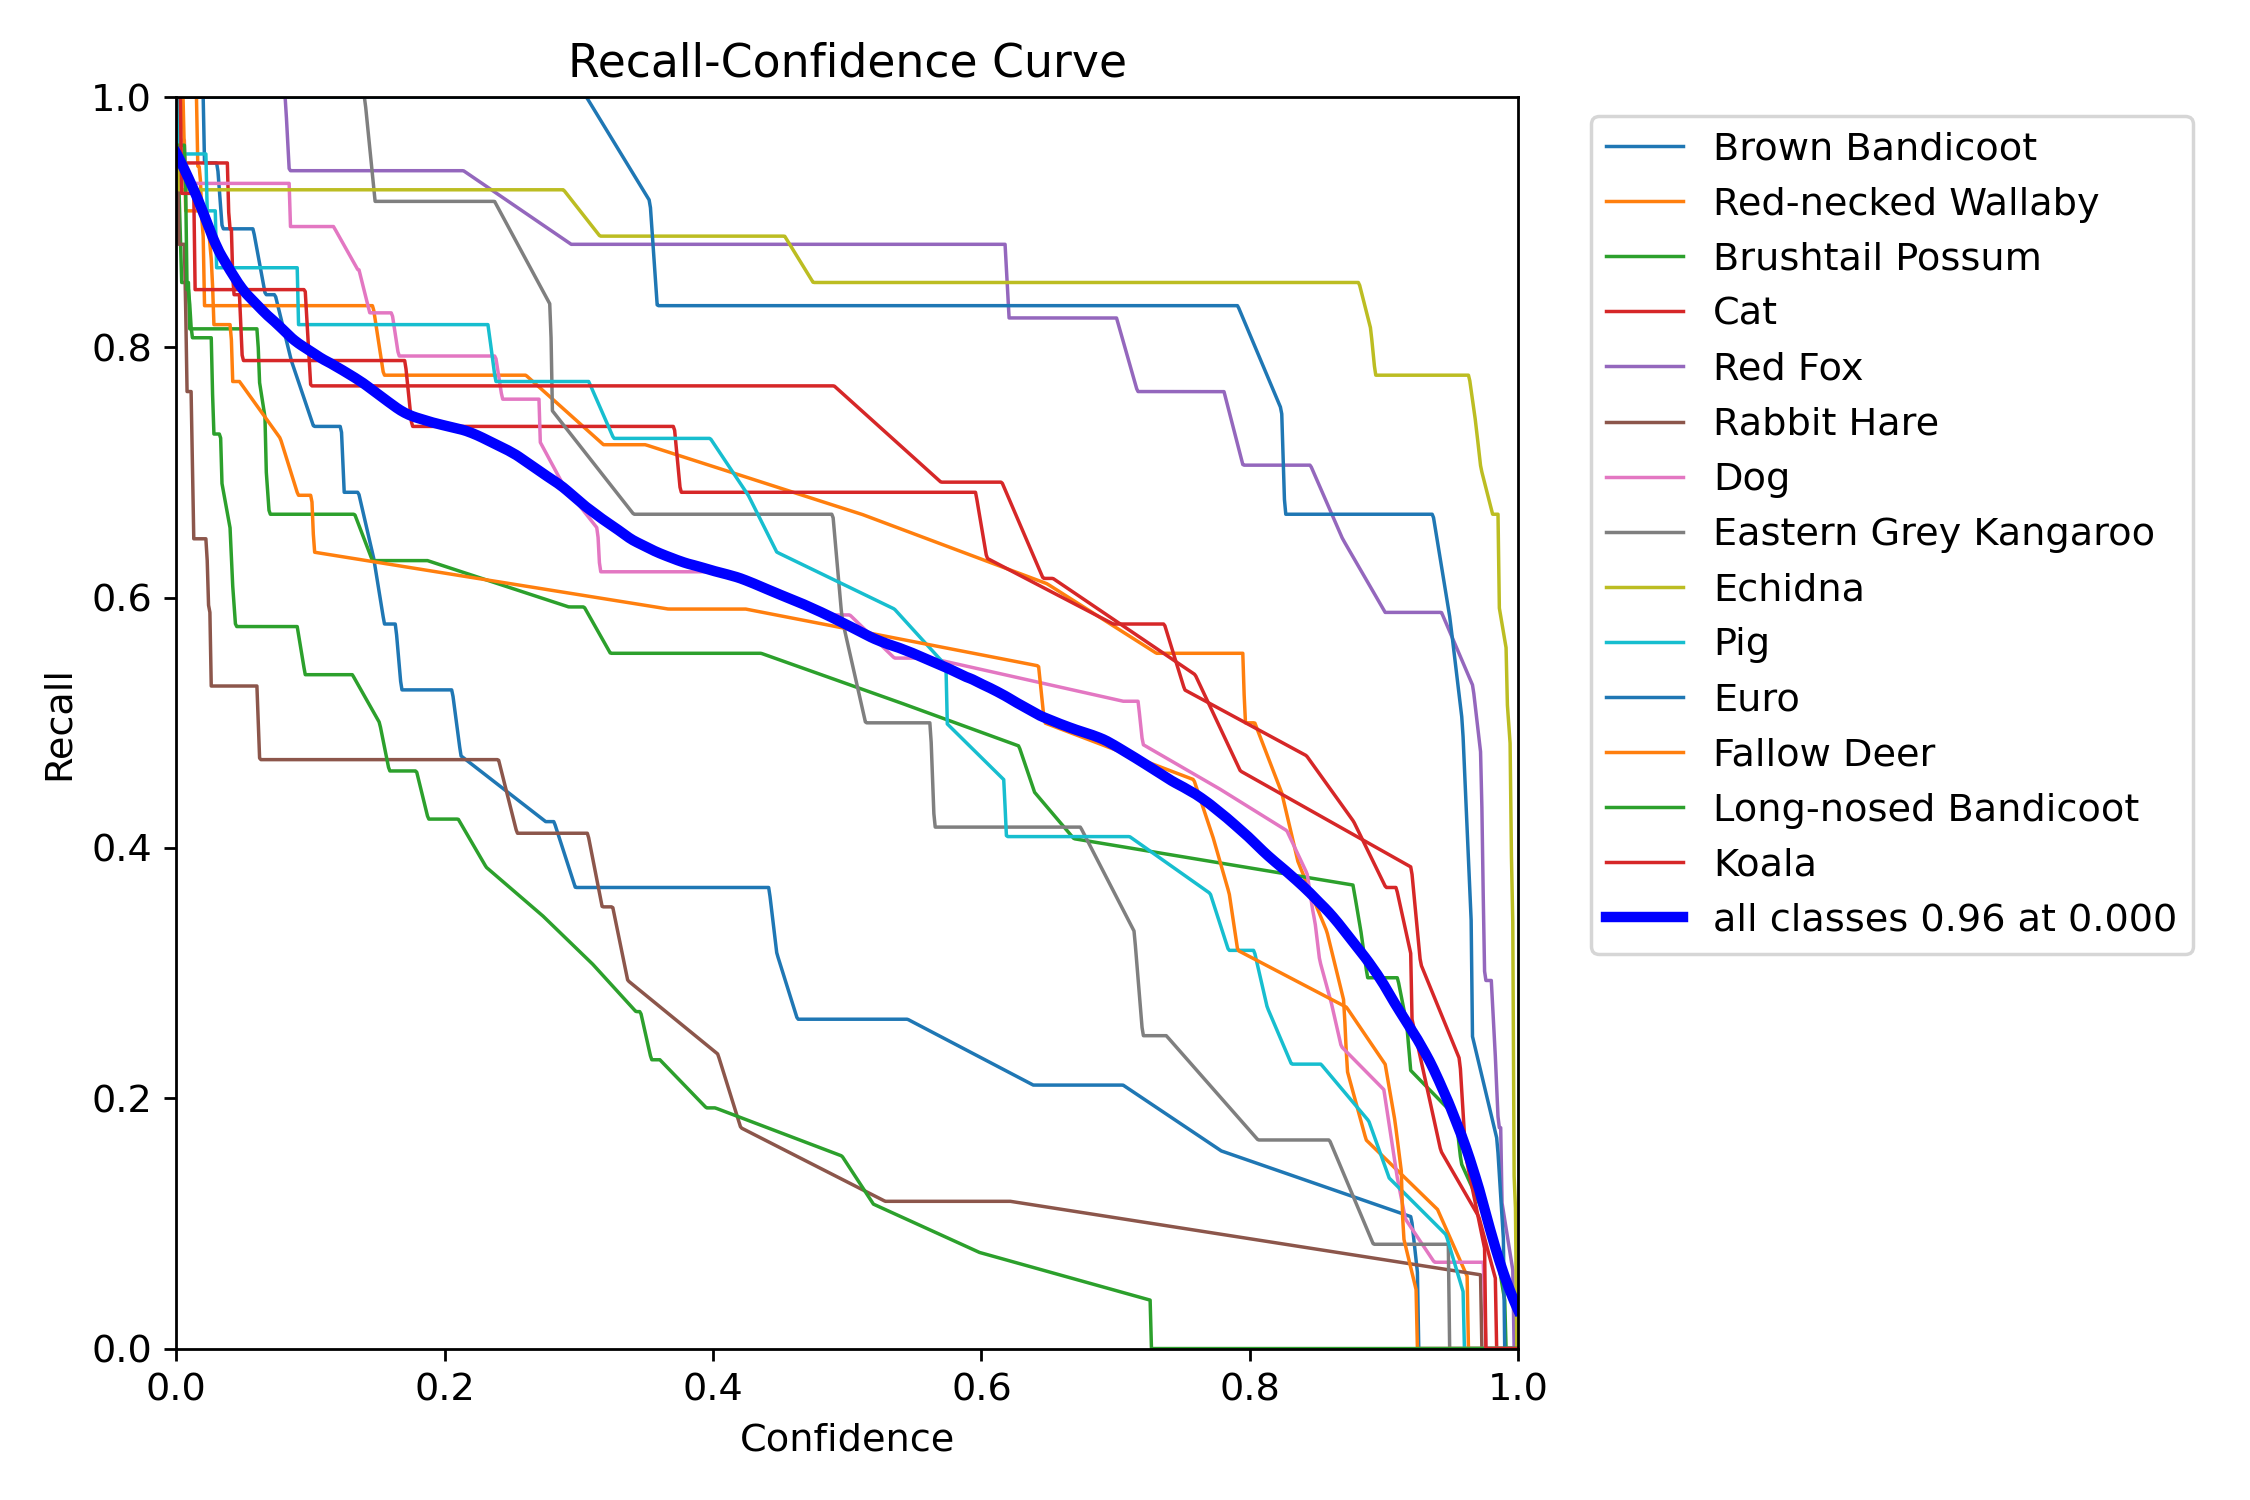 Recall-Confidence Curve
1.0
0.8
0.6
0.4
0.2
0.0
Recall
0.0 0.2 0.4 0.6 0.8 1.0
Confidence
Brown Bandicoot
Red-necked Wallaby
Brushtail Possum
Cat
Red Fox
Rabbit Hare
Dog
Eastern Grey Kangaroo
Echidna
Pig
Euro
Fallow Deer
Long-nosed Bandicoot
Koala
all classes 0.96 at 0.000